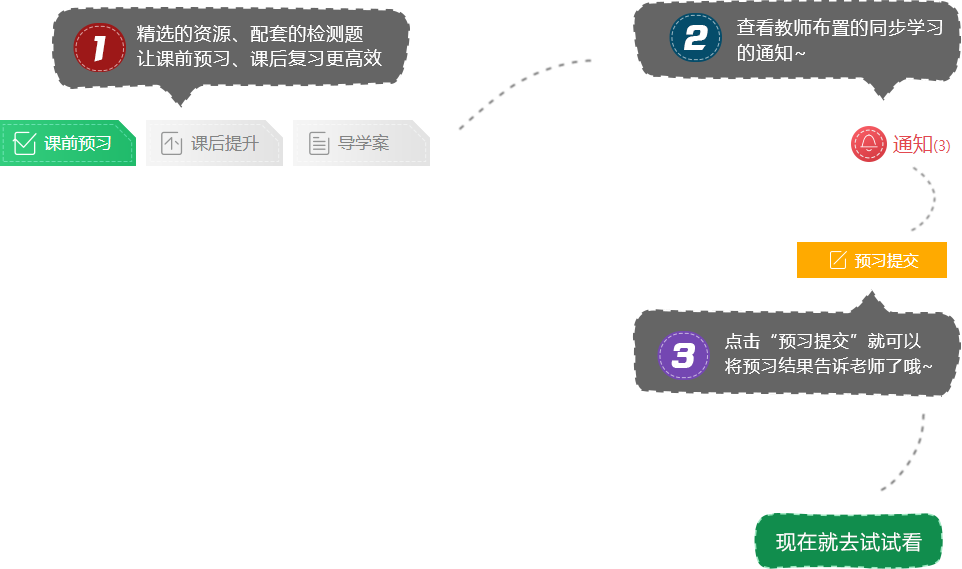 1
精选的资源、配套的检测题
让课前预习、课后复习更高效
课前预习
课后提升
导学案
2
查看教师布置的同步学习
的通知~
通知(3)
预习提交
3
点击“预习提交”就可以
将预习结果告诉老师了哦~
现在就去试试看